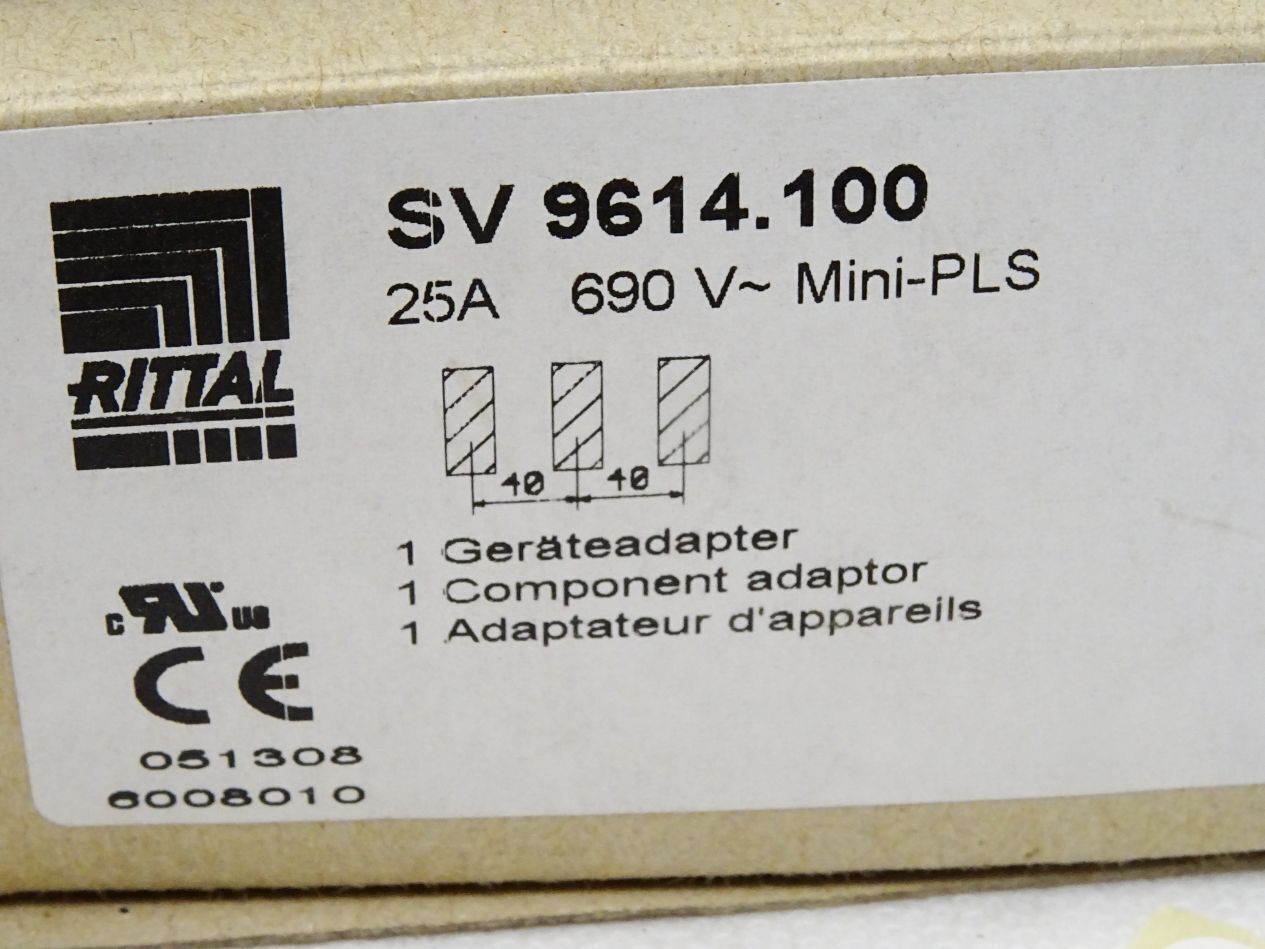 SV 9614.100
25A 690 V~ Mini-PLS
RITTAL
40 40
1 Geräteadapter
1 Component adaptor
1 Adaptateur d'appareils
c RU us
CE
051308
6008010